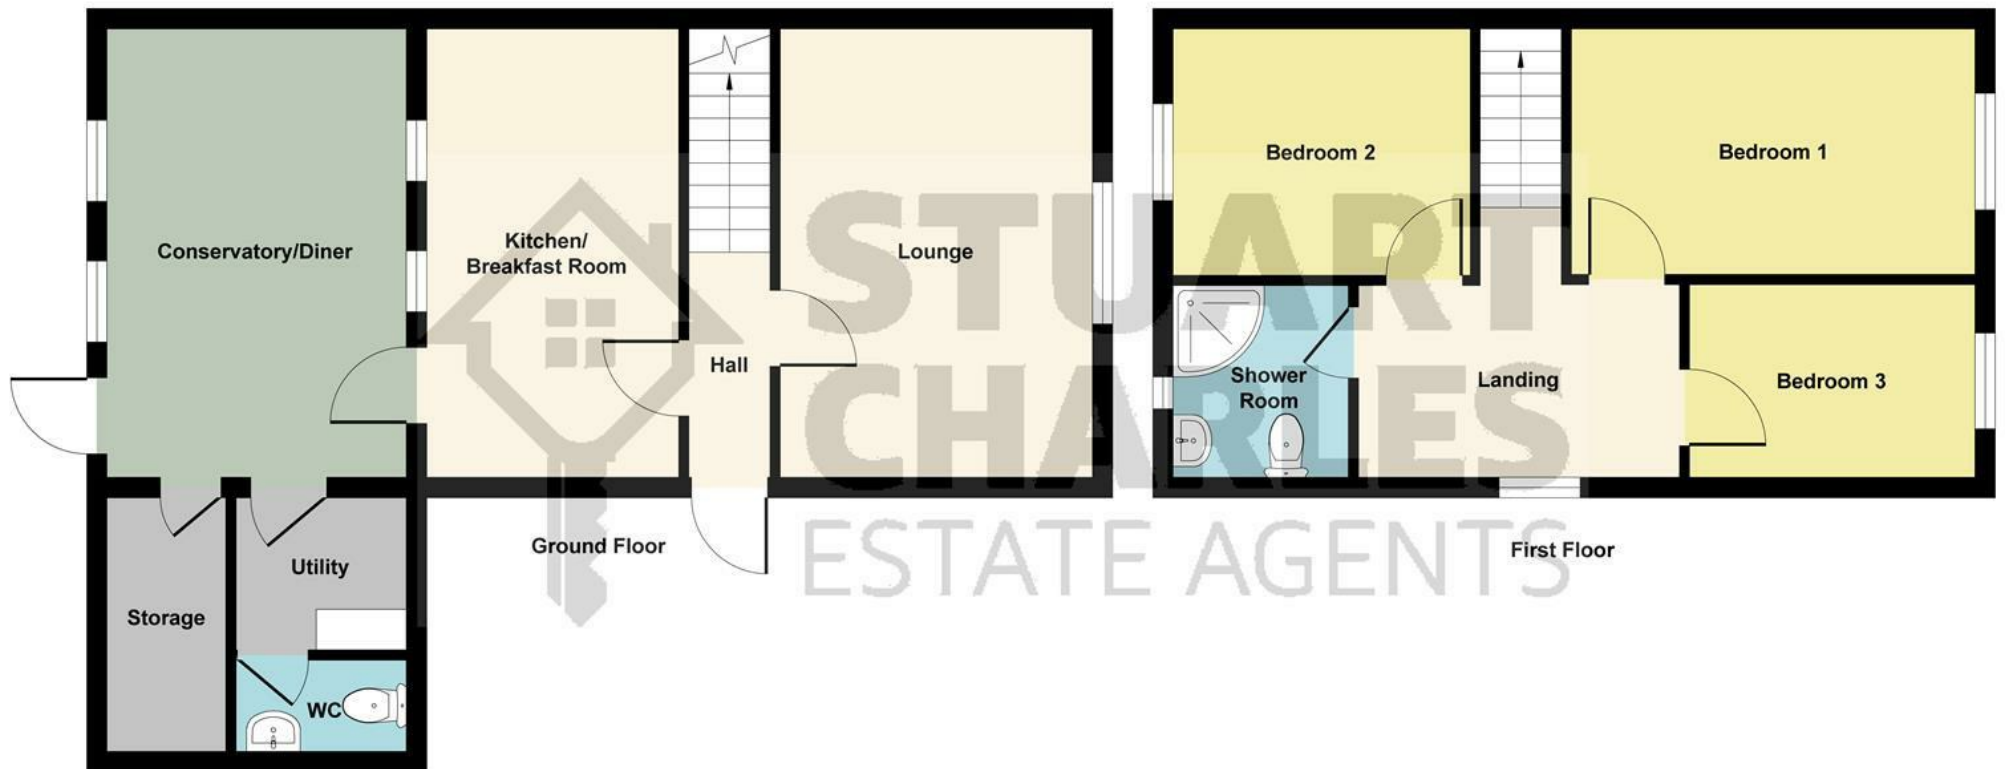 Conservatory/Diner
Kitchen/
Breakfast Room
Hall
Lounge
Storage
Utility
WC
Ground Floor
Bedroom 2
Bedroom 1
Shower
Room
Landing
Bedroom 3
First Floor
STUART
CHARLES
ESTATE AGENTS